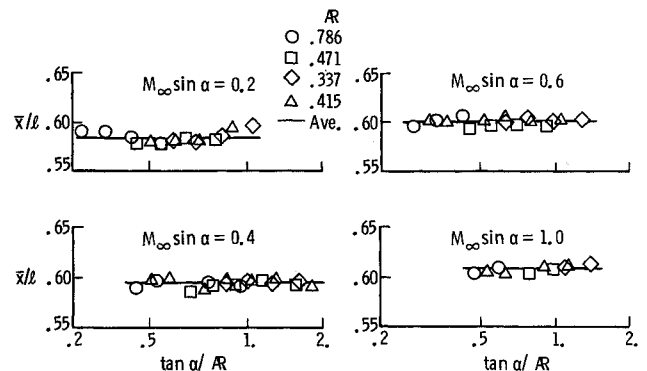 AR
.786
.471
.337
.415
Ave.
.65
.60
.55
x̄/ℓ
M∞ sin α = 0.2
.65
.60
.55
M∞ sin α = 0.6
.65
.60
.55
x̄/ℓ
M∞ sin α = 0.4
.2
.5
1.
2.
tan α/ AR
.65
.60
.55
M∞ sin α = 1.0
.2
.5
1.0
2.0
tan α/ AR